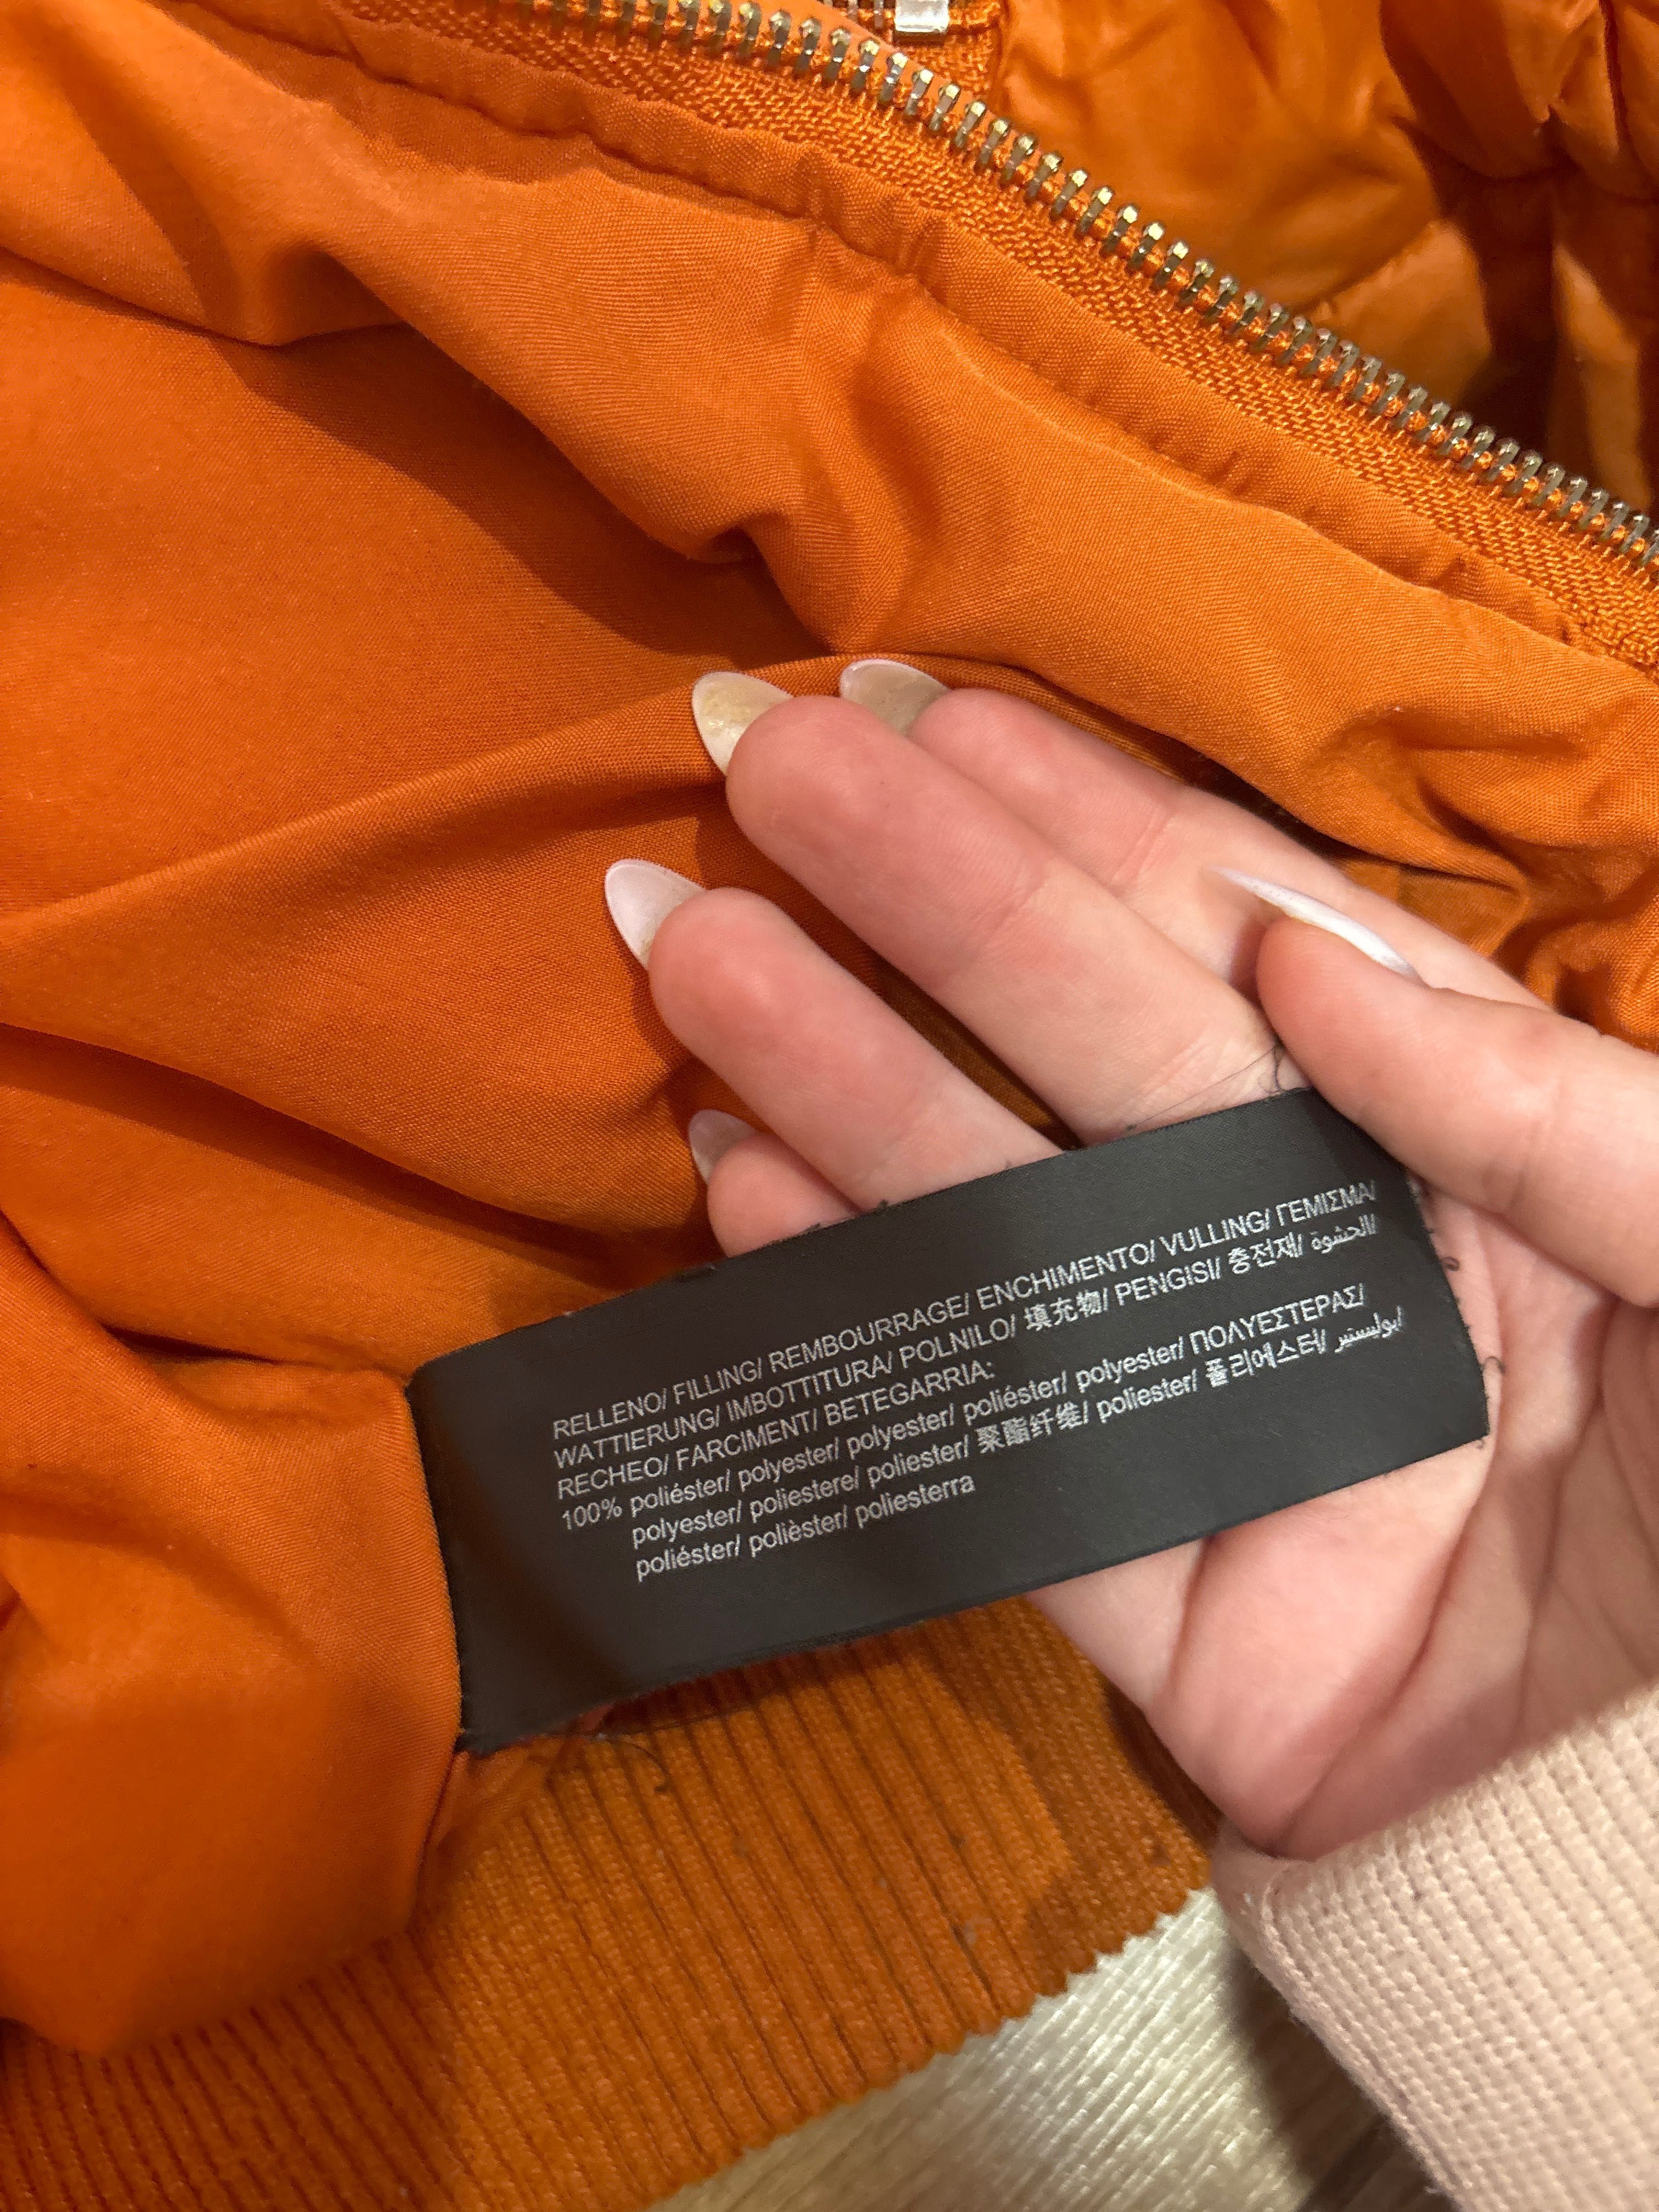 RELLENO/ FILLING/ REMBOURRAGE/ ENCHIMENTO/ VULLING/ ΓΕΜΙΣΜΑ/
WATTIERUNG/ IMBOTTITURA/ POLNILO/ 填充物/ PENGISI/ 충전재/ الحشوة/
RECHEO/ FARCIMENT/ BETEGARRIA:
100% poliéster/ polyester/ polyester/ poliéster/ polyester/ ΠΟΛΥΕΣΤΕΡΑΣ/
polyester/ poliestere/ poliester/ 聚酯纤维/ poliester/ 폴리에스터/ بوليستير/
poliéster/ polièster/ poliesterra